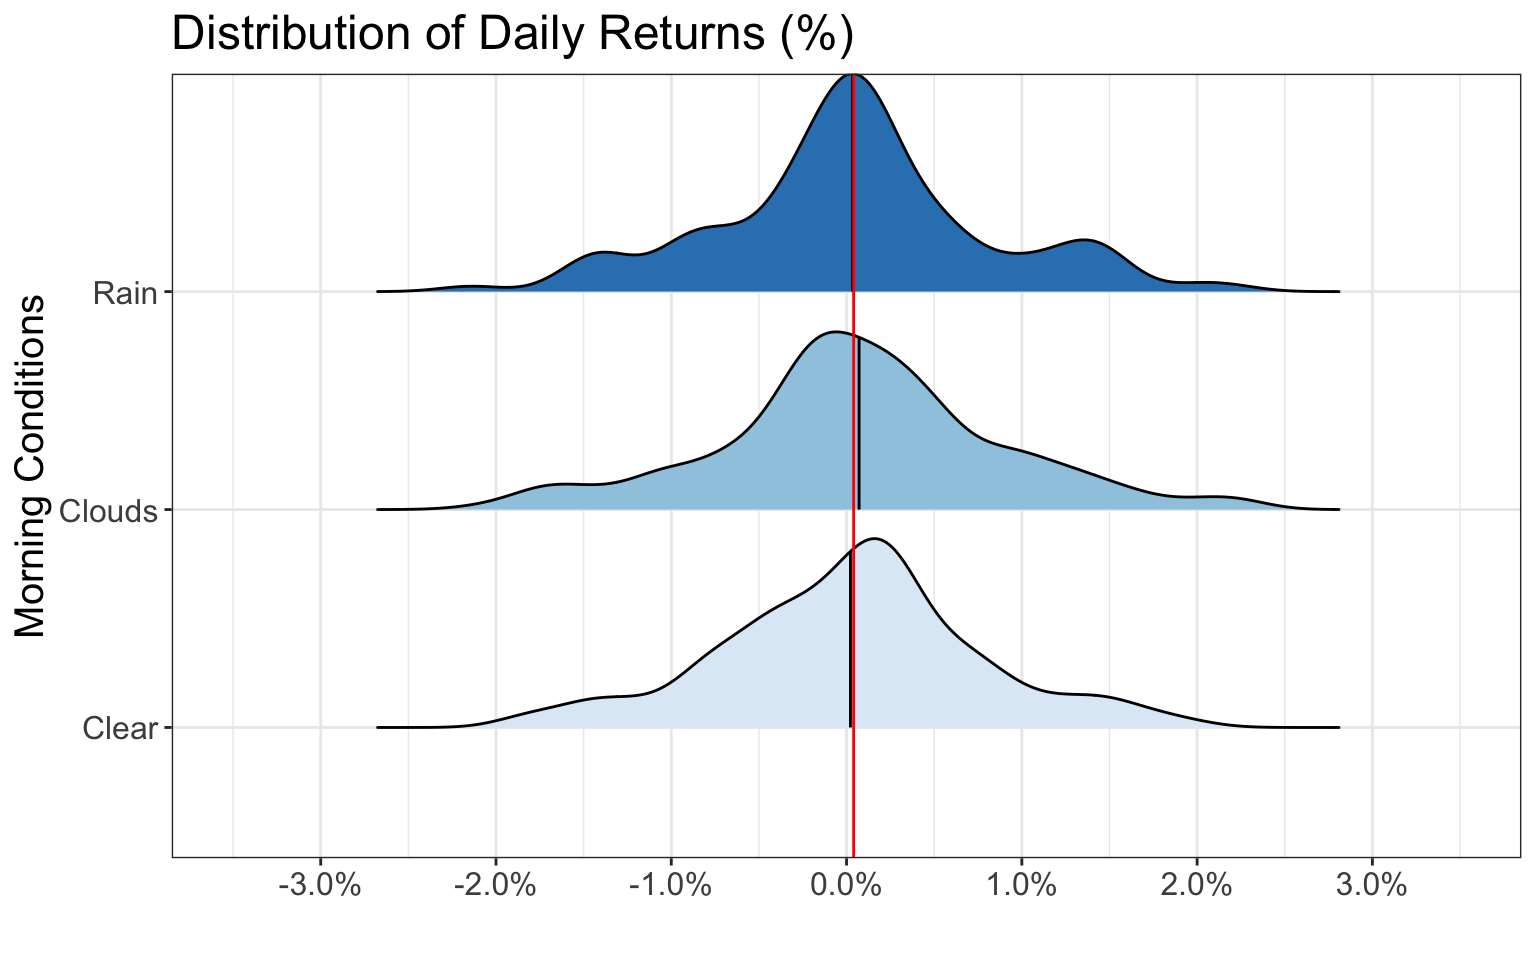 Distribution of Daily Returns (%)
Morning Conditions
Rain
Clouds
Clear
-3.0%
-2.0%
-1.0%
0.0%
1.0%
2.0%
3.0%